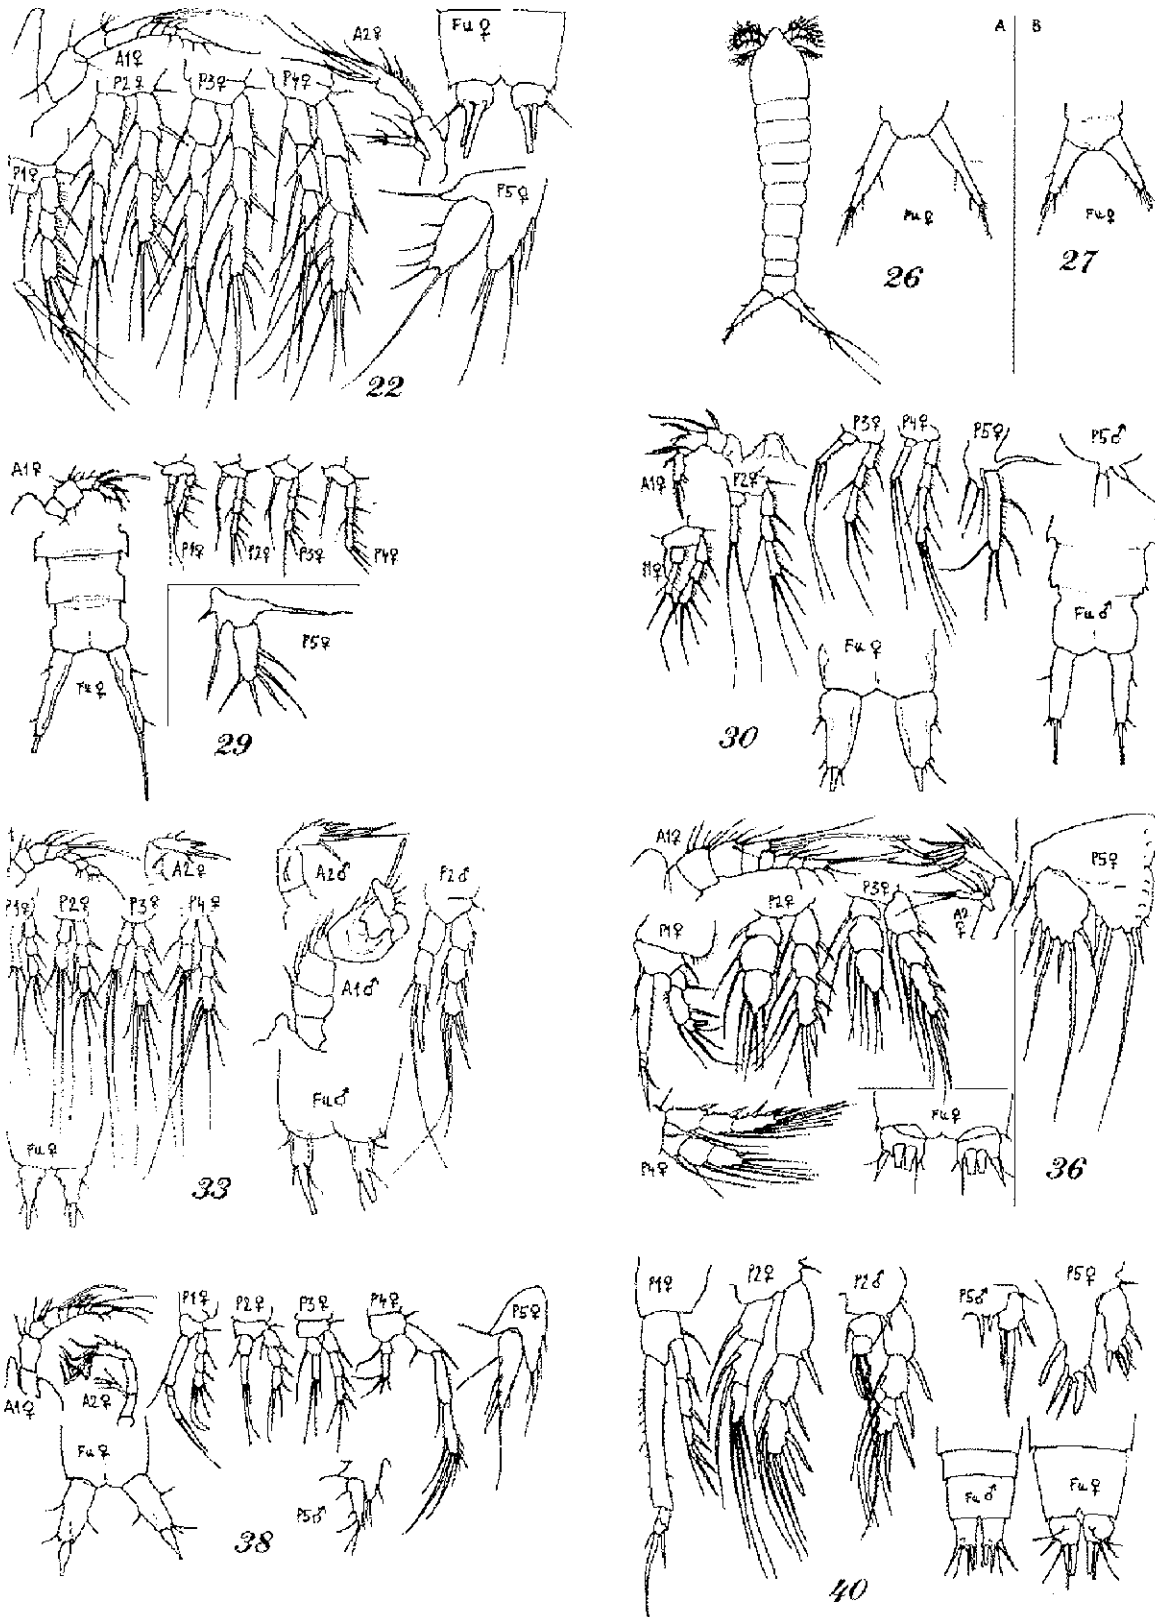 A1♀ A2♀ Fu♀
P2♀ P3♀ P4♀
P1♀ P5♀
22
A B
Fu♀ Fu♀
26 27
A1♀
P1♀ P2♀ P3♀ P4♀
P5♀
Fu♀
29
P3♀ P4♀ P5♀ P5♂
A1♀ P2♀
Fu♂
Fu♀
30
A2♀ A2♂ P2♂
P1♀ P2♀ P3♀ P4♀
A1♂
Fu♂
Fu♀
33
A1♀ P5♀
P3♀
P2♀ A2♀
P1♀
Fu♀
P4♀
36
P1♀ P2♀ P3♀ P4♀ P5♀
A1♀ A2♀
Fu♀
P5♂
38
P1♀ P2♀ P2♂ P5♂ P5♀
Fu♂ Fu♀
40